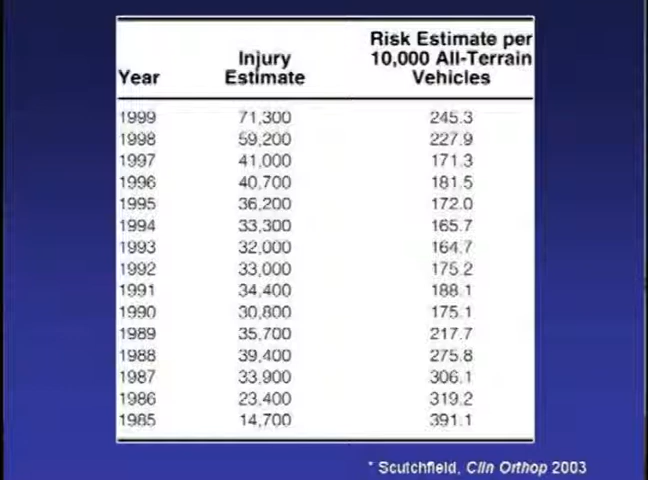 Year Injury Estimate Risk Estimate per 10,000 All-Terrain Vehicles
1999 71,300 245.3
1998 59,200 227.9
1997 41,000 171.3
1996 40,700 181.5
1995 36,200 172.0
1994 33,300 165.7
1993 32,000 164.7
1992 33,000 175.2
1991 34,400 188.1
1990 30,800 175.1
1989 35,700 217.7
1988 39,400 275.8
1987 33,900 306.1
1986 23,400 319.2
1985 14,700 391.1
* Scutchfield, Clin Orthop 2003